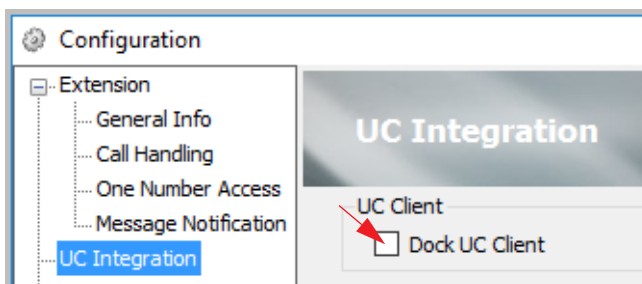 Configuration
Extension
General Info
Call Handling
One Number Access
Message Notification
UC Integration
UC Integration
UC Client
Dock UC Client